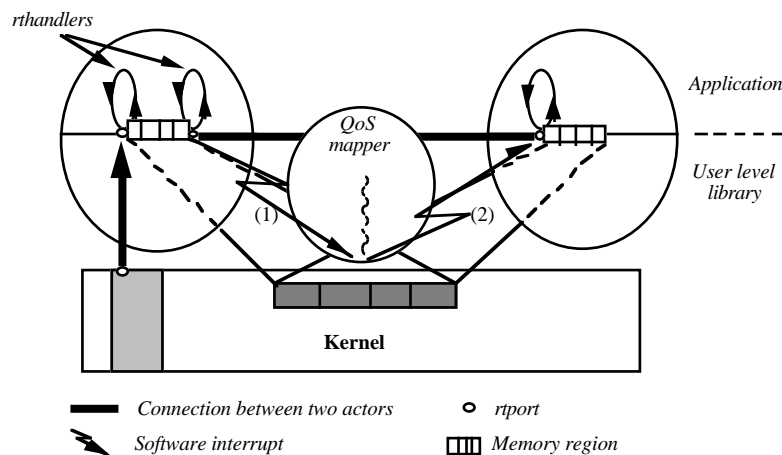 rthandlers
Application
QoS
mapper
User level
library
(1)
(2)
Kernel
Connection between two actors
rtport
Software interrupt
Memory region